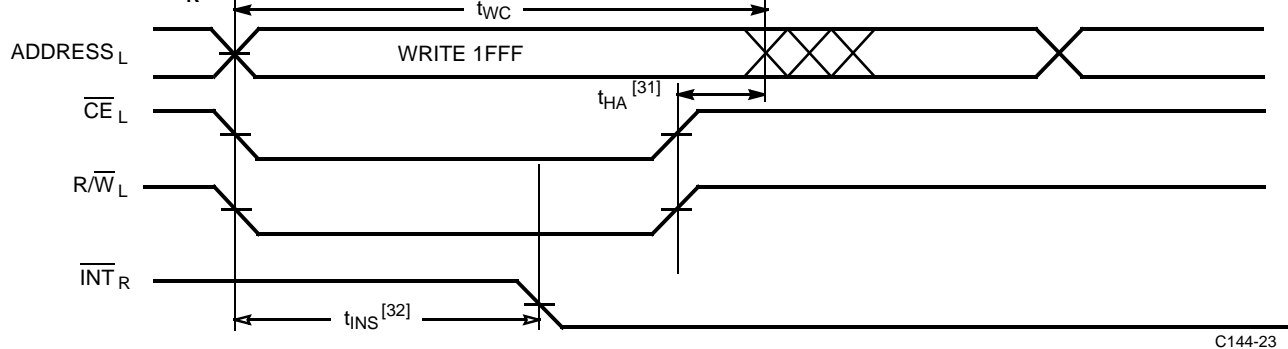 R
tWC
ADDRESS L
WRITE 1FFF
tHA [31]
CE L
R/W L
INT R
tINS [32]
C144-23